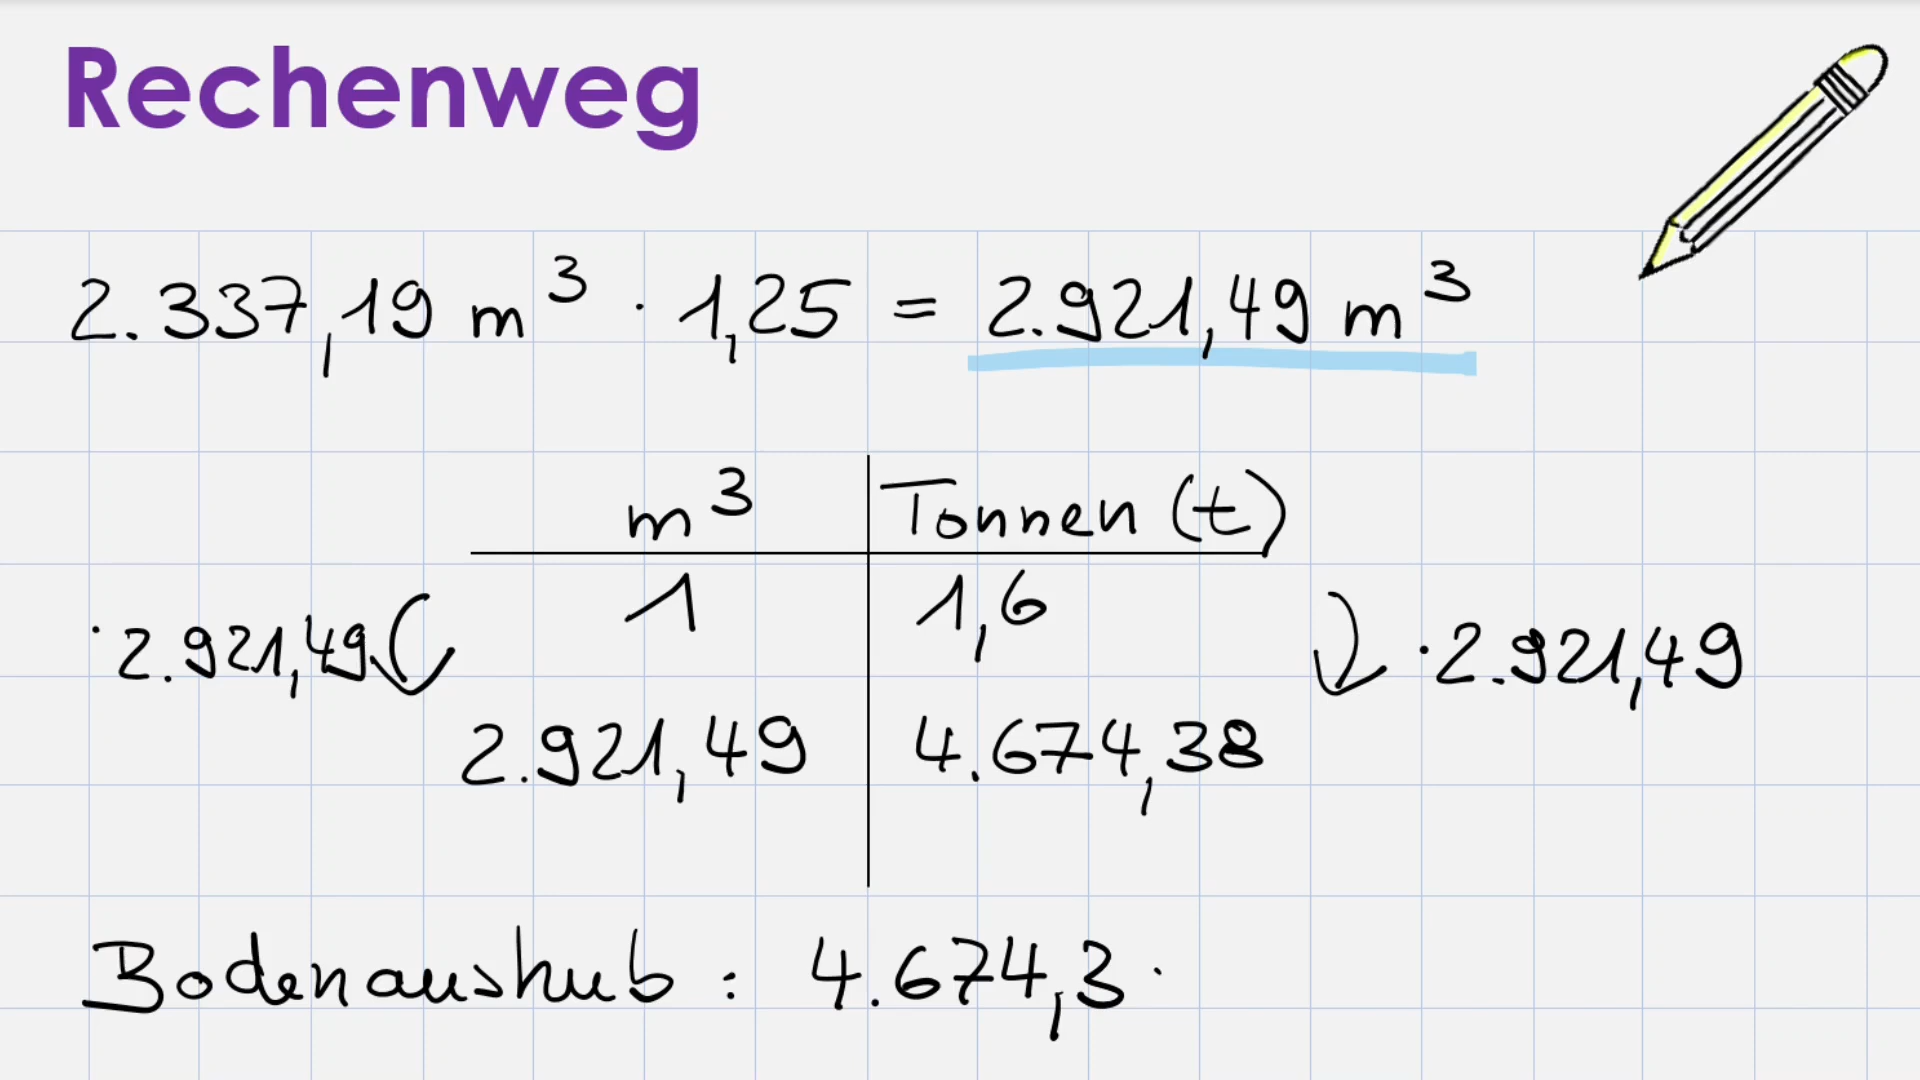 Rechenweg
2.337,19 m³ · 1,25 = 2.921,49 m³
m³ Tonnen (t)
1 1,6
· 2.921,49 · 2.921,49
2.921,49 4.674,38
Bodenaushub : 4.674,3